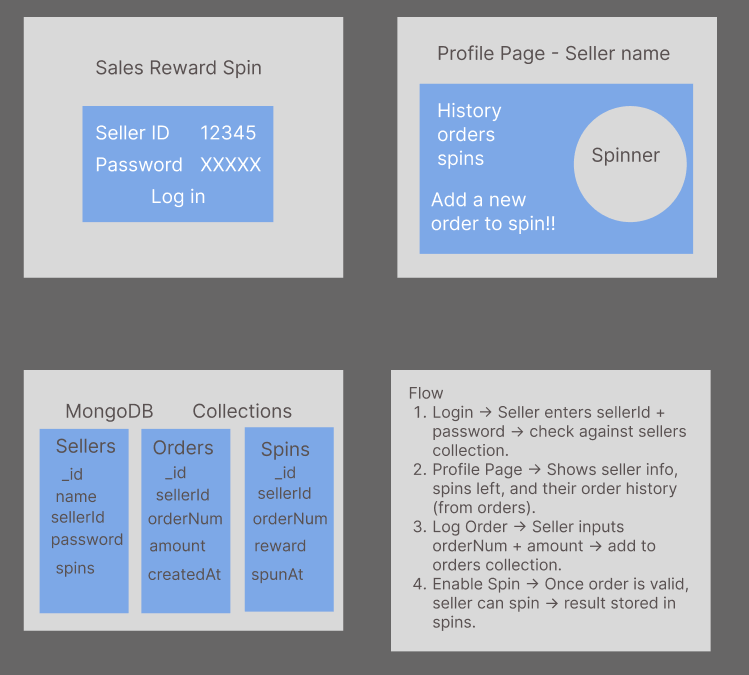 Sales Reward Spin
Seller ID 12345
Password XXXXX
Log in
Profile Page - Seller name
History
orders
spins
Add a new
order to spin!!
Spinner
MongoDB Collections
Sellers
_id
name
sellerId
password
spins
Orders
_id
sellerId
orderNum
amount
createdAt
Spins
_id
sellerId
orderNum
reward
spunAt
Flow
1. Login → Seller enters sellerId +
password → check against sellers
collection.
2. Profile Page → Shows seller info,
spins left, and their order history
(from orders).
3. Log Order → Seller inputs
orderNum + amount → add to
orders collection.
4. Enable Spin → Once order is valid,
seller can spin → result stored in
spins.